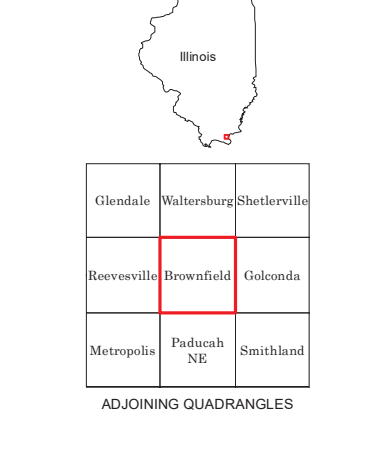 Illinois
Glendale Waltersburg Shetlerville
Reevesville Brownfield Golconda
Metropolis Paducah NE Smithland
ADJOINING QUADRANGLES